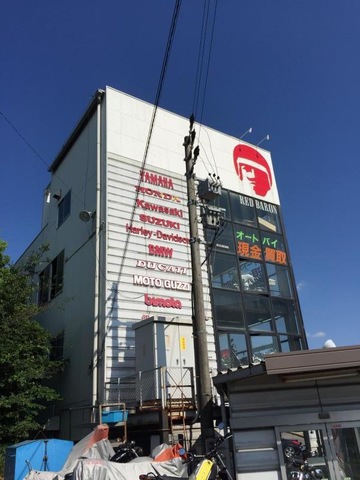 YAMAHA
HONDA
Kawasaki
SUZUKI
Harley-Davidson
BMW
DUCATI
MOTO GUZZI
benelli
RED BARON
オートバイ
現金買取